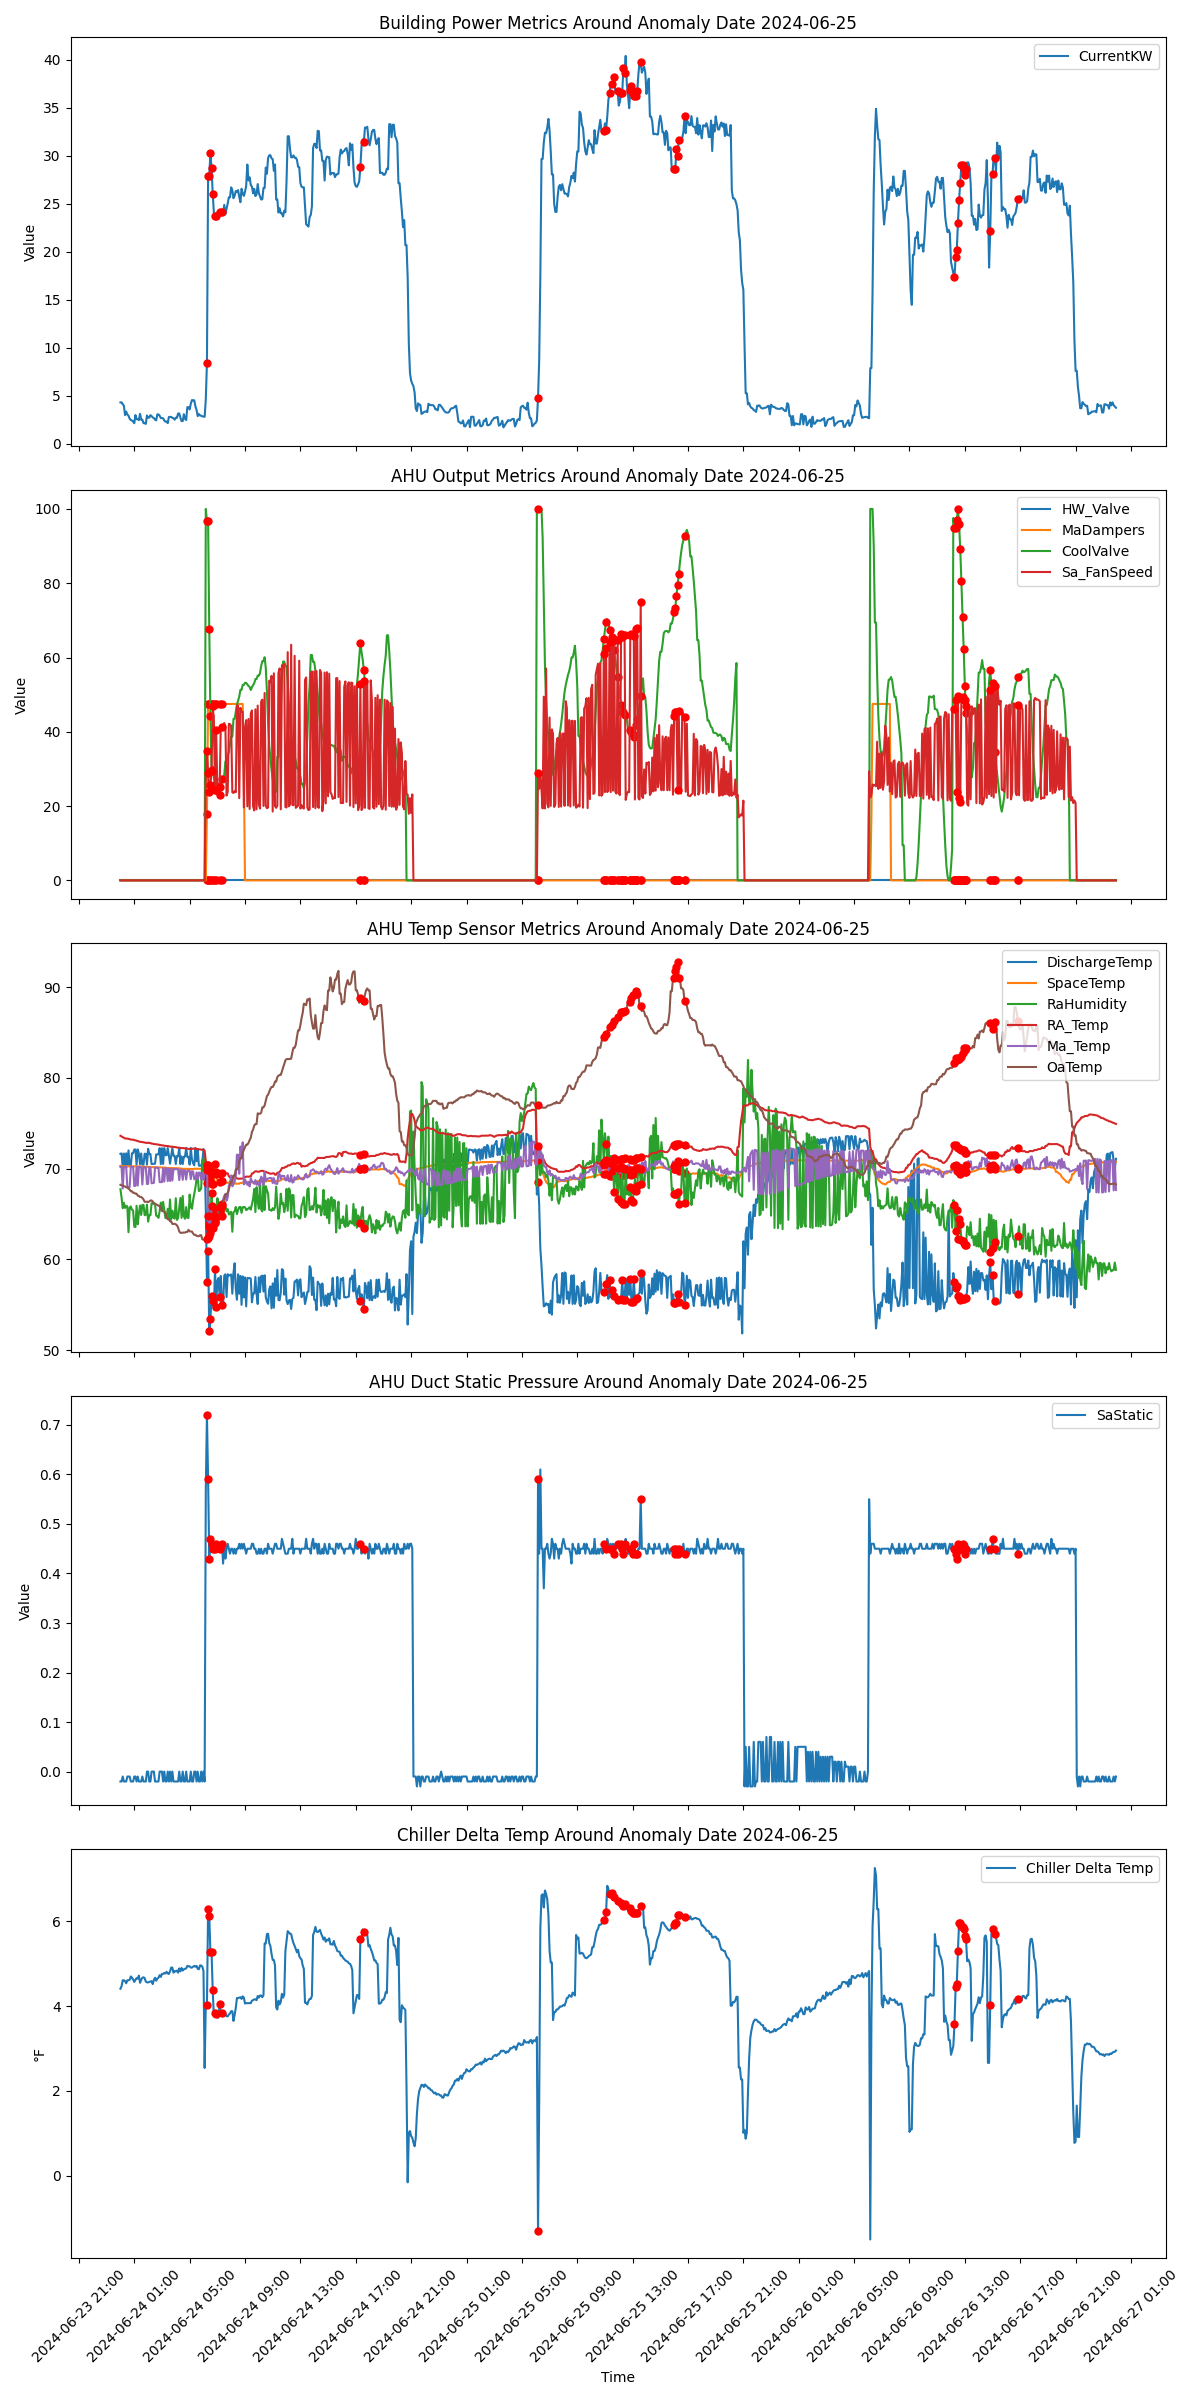 Building Power Metrics Around Anomaly Date 2024-06-25
CurrentKW
40
35
30
25
20
15
10
5
0
Value
AHU Output Metrics Around Anomaly Date 2024-06-25
HW_Valve
MaDampers
CoolValve
Sa_FanSpeed
100
80
60
40
20
0
Value
AHU Temp Sensor Metrics Around Anomaly Date 2024-06-25
DischargeTemp
SpaceTemp
RaHumidity
RA_Temp
Ma_Temp
OaTemp
90
80
70
60
50
Value
AHU Duct Static Pressure Around Anomaly Date 2024-06-25
SaStatic
0.7
0.6
0.5
0.4
0.3
0.2
0.1
0.0
Value
Chiller Delta Temp Around Anomaly Date 2024-06-25
Chiller Delta Temp
6
4
2
0
°F
2024-06-23 21:00
2024-06-24 01:00
2024-06-24 05:00
2024-06-24 09:00
2024-06-24 13:00
2024-06-24 17:00
2024-06-24 21:00
2024-06-25 01:00
2024-06-25 05:00
2024-06-25 09:00
2024-06-25 13:00
2024-06-25 17:00
2024-06-25 21:00
2024-06-26 01:00
2024-06-26 05:00
2024-06-26 09:00
2024-06-26 13:00
2024-06-26 17:00
2024-06-26 21:00
2024-06-27 01:00
Time